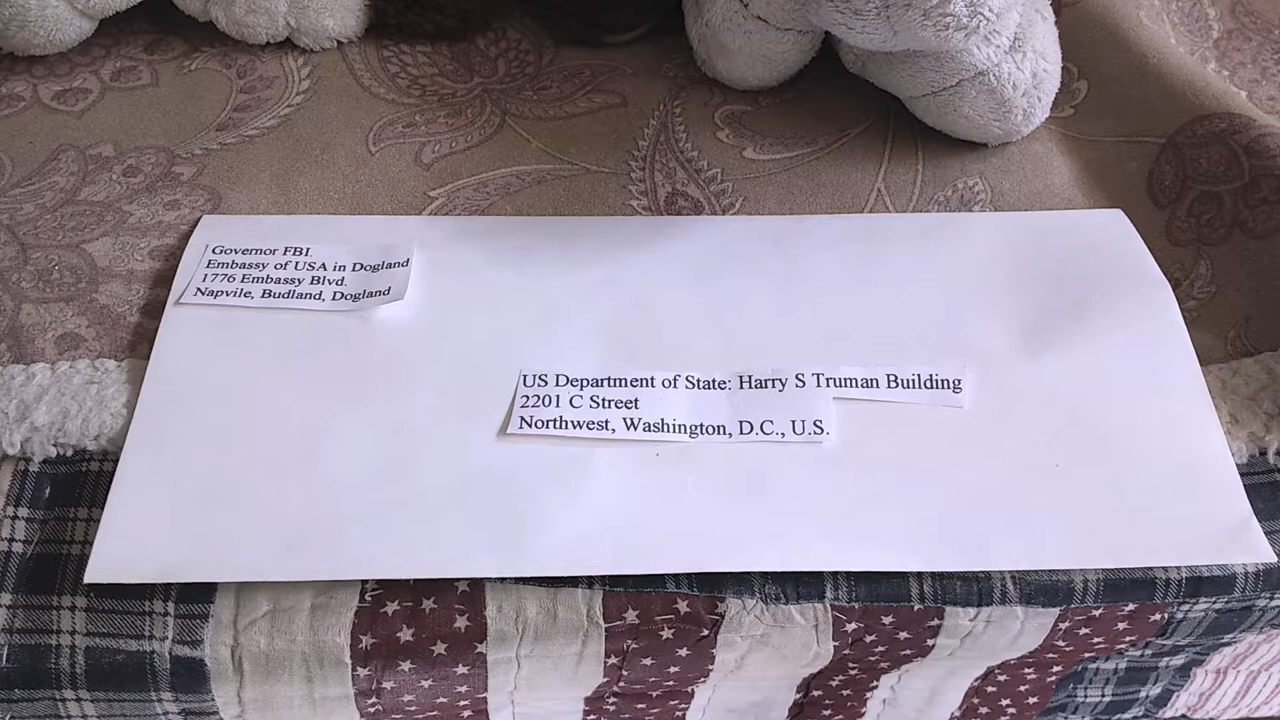 Governor FBI.
Embassy of USA in Dogland
1776 Embassy Blvd.
Napvile, Budland, Dogland
US Department of State: Harry S Truman Building
2201 C Street
Northwest, Washington, D.C., U.S.